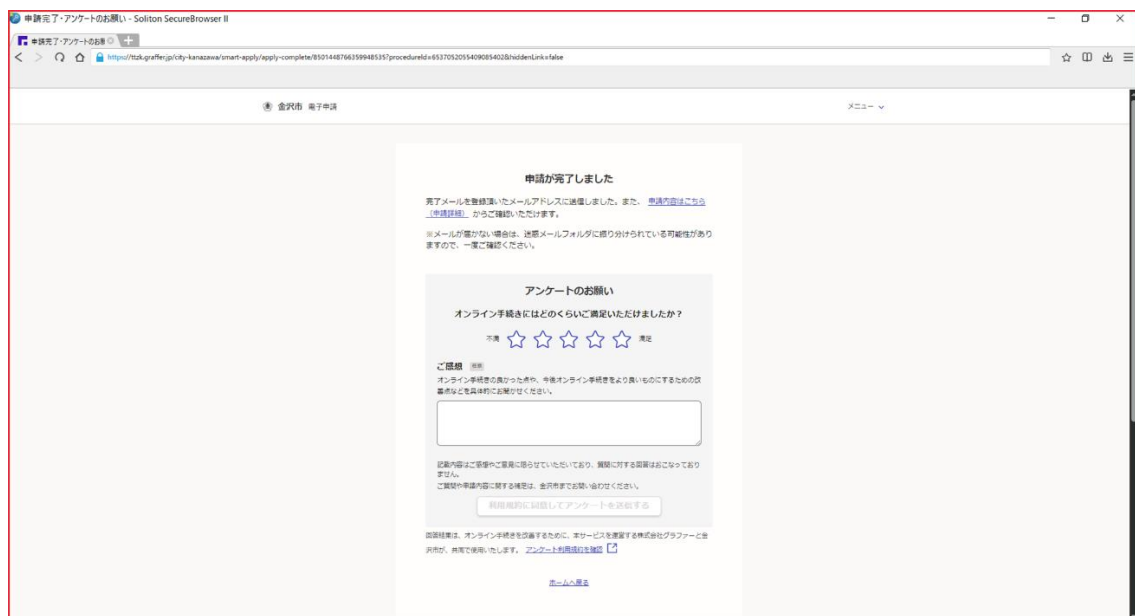 申請完了・アンケートのお願い - Soliton SecureBrowser II
申請完了・アンケートのお願
https://ttzk.graffer.jp/city-kanazawa/smart-apply/apply-complete/8501448766359948535?procedureId=6537052055409085402&hiddenLink=false
金沢市 電子申請
メニュー
申請が完了しました
完了メールを登録頂いたメールアドレスに送信しました。また、 申請内容はこちら
（申請詳細） からご確認いただけます。
※メールが届かない場合は、迷惑メールフォルダに振り分けられている可能性があり
ますので、一度ご確認ください。
アンケートのお願い
オンライン手続きにはどのくらいご満足いただけましたか？
不満 満足
ご感想 任意
オンライン手続きの良かった点や、今後オンライン手続きをより良いものにするための改
善点などを具体的にお聞かせください。
記載内容はご感想やご意見に限らせていただいており、質問に対する回答はおこなっており
ません。
ご質問や申請内容に関する補足は、金沢市までお問い合わせください。
利用規約に同意してアンケートを送信する
回答結果は、オンライン手続きを改善するために、本サービスを運営する株式会社グラファーと金
沢市が、共同で使用いたします。 アンケート利用規約を確認
ホームへ戻る